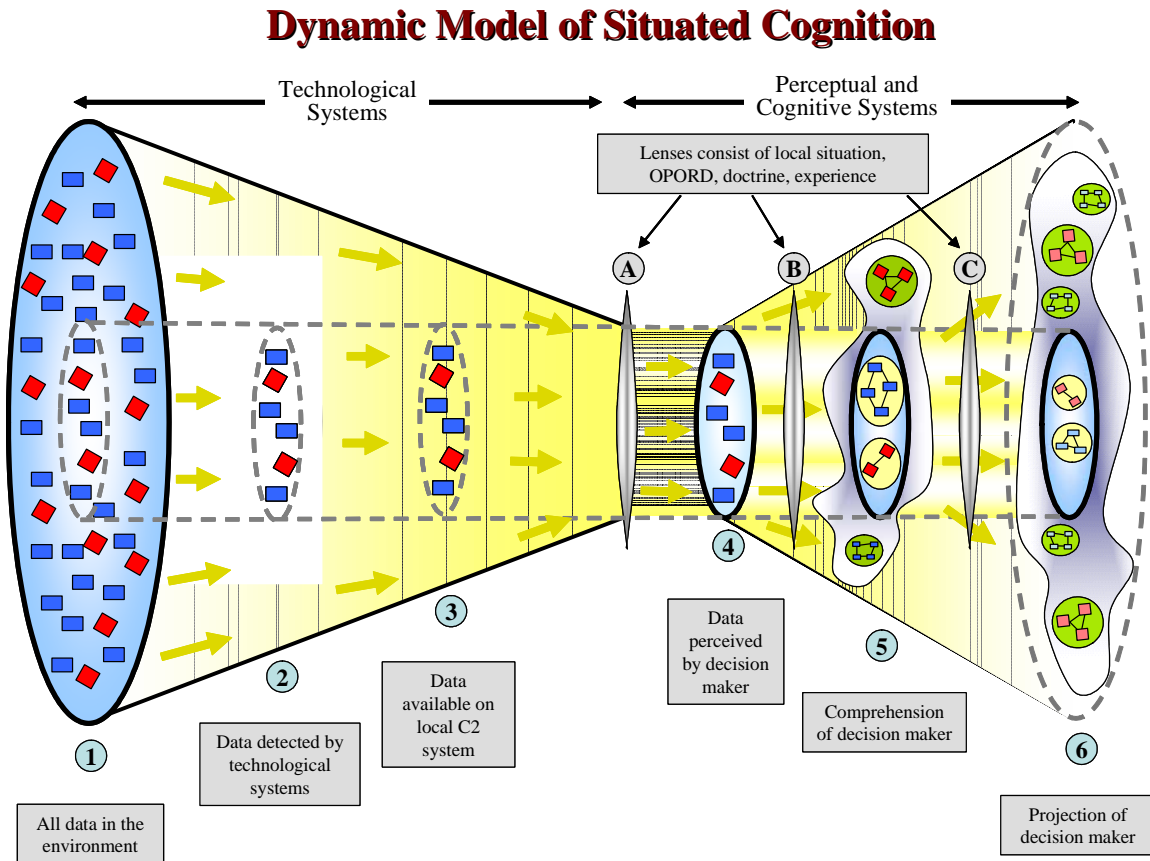 Dynamic Model of Situated Cognition
Technological
Systems
Perceptual and
Cognitive Systems
Lenses consist of local situation,
OPORD, doctrine, experience
A
B
C
1
2
3
4
5
6
All data in the
environment
Data detected by
technological
systems
Data
available on
local C2
system
Data
perceived
by decision
maker
Comprehension
of decision maker
Projection of
decision maker